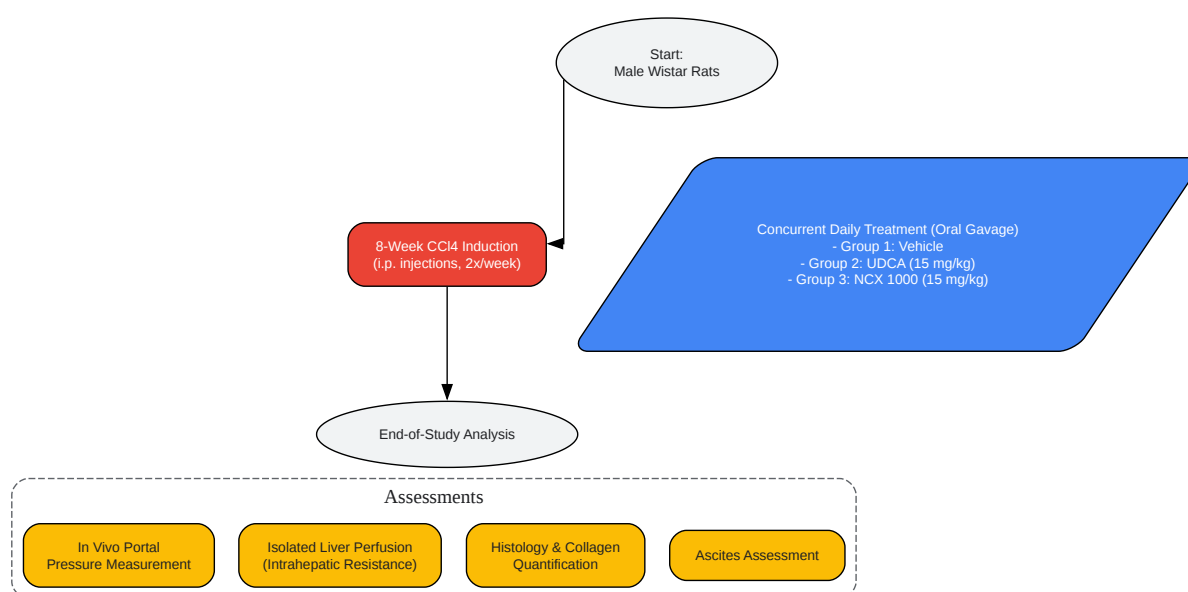 Start:
Male Wistar Rats
8-Week CCl4 Induction
(i.p. injections, 2x/week)
Concurrent Daily Treatment (Oral Gavage)
- Group 1: Vehicle
- Group 2: UDCA (15 mg/kg)
- Group 3: NCX 1000 (15 mg/kg)
End-of-Study Analysis
Assessments
In Vivo Portal
Pressure Measurement
Isolated Liver Perfusion
(Intrahepatic Resistance)
Histology & Collagen
Quantification
Ascites Assessment